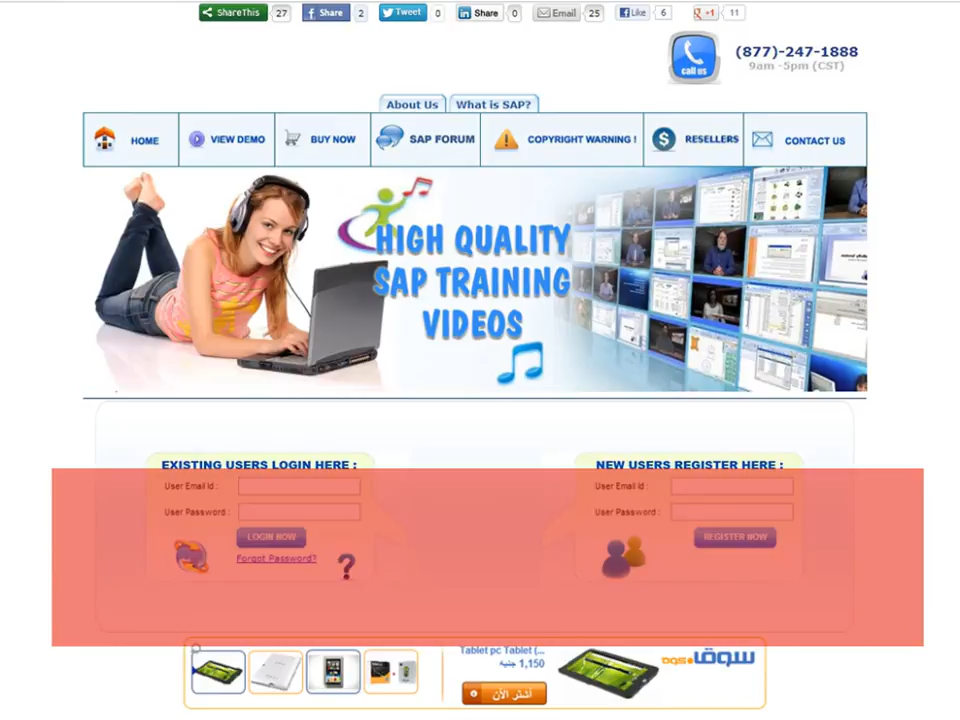 ShareThis 27 Share 2 Tweet 0 Share 0 Email 25 Like 6 +1 11
(877)-247-1888
9am -5pm (CST)
call us
About Us What is SAP?
HOME VIEW DEMO BUY NOW SAP FORUM COPYRIGHT WARNING ! RESELLERS CONTACT US
HIGH QUALITY
SAP TRAINING
VIDEOS
EXISTING USERS LOGIN HERE : NEW USERS REGISTER HERE :
User Email Id : User Email Id :
User Password : User Password :
LOGIN NOW REGISTER NOW
Forgot Password?
Tablet pc Tablet (...
1,150 جنية
سوق.com
أشتر الآن